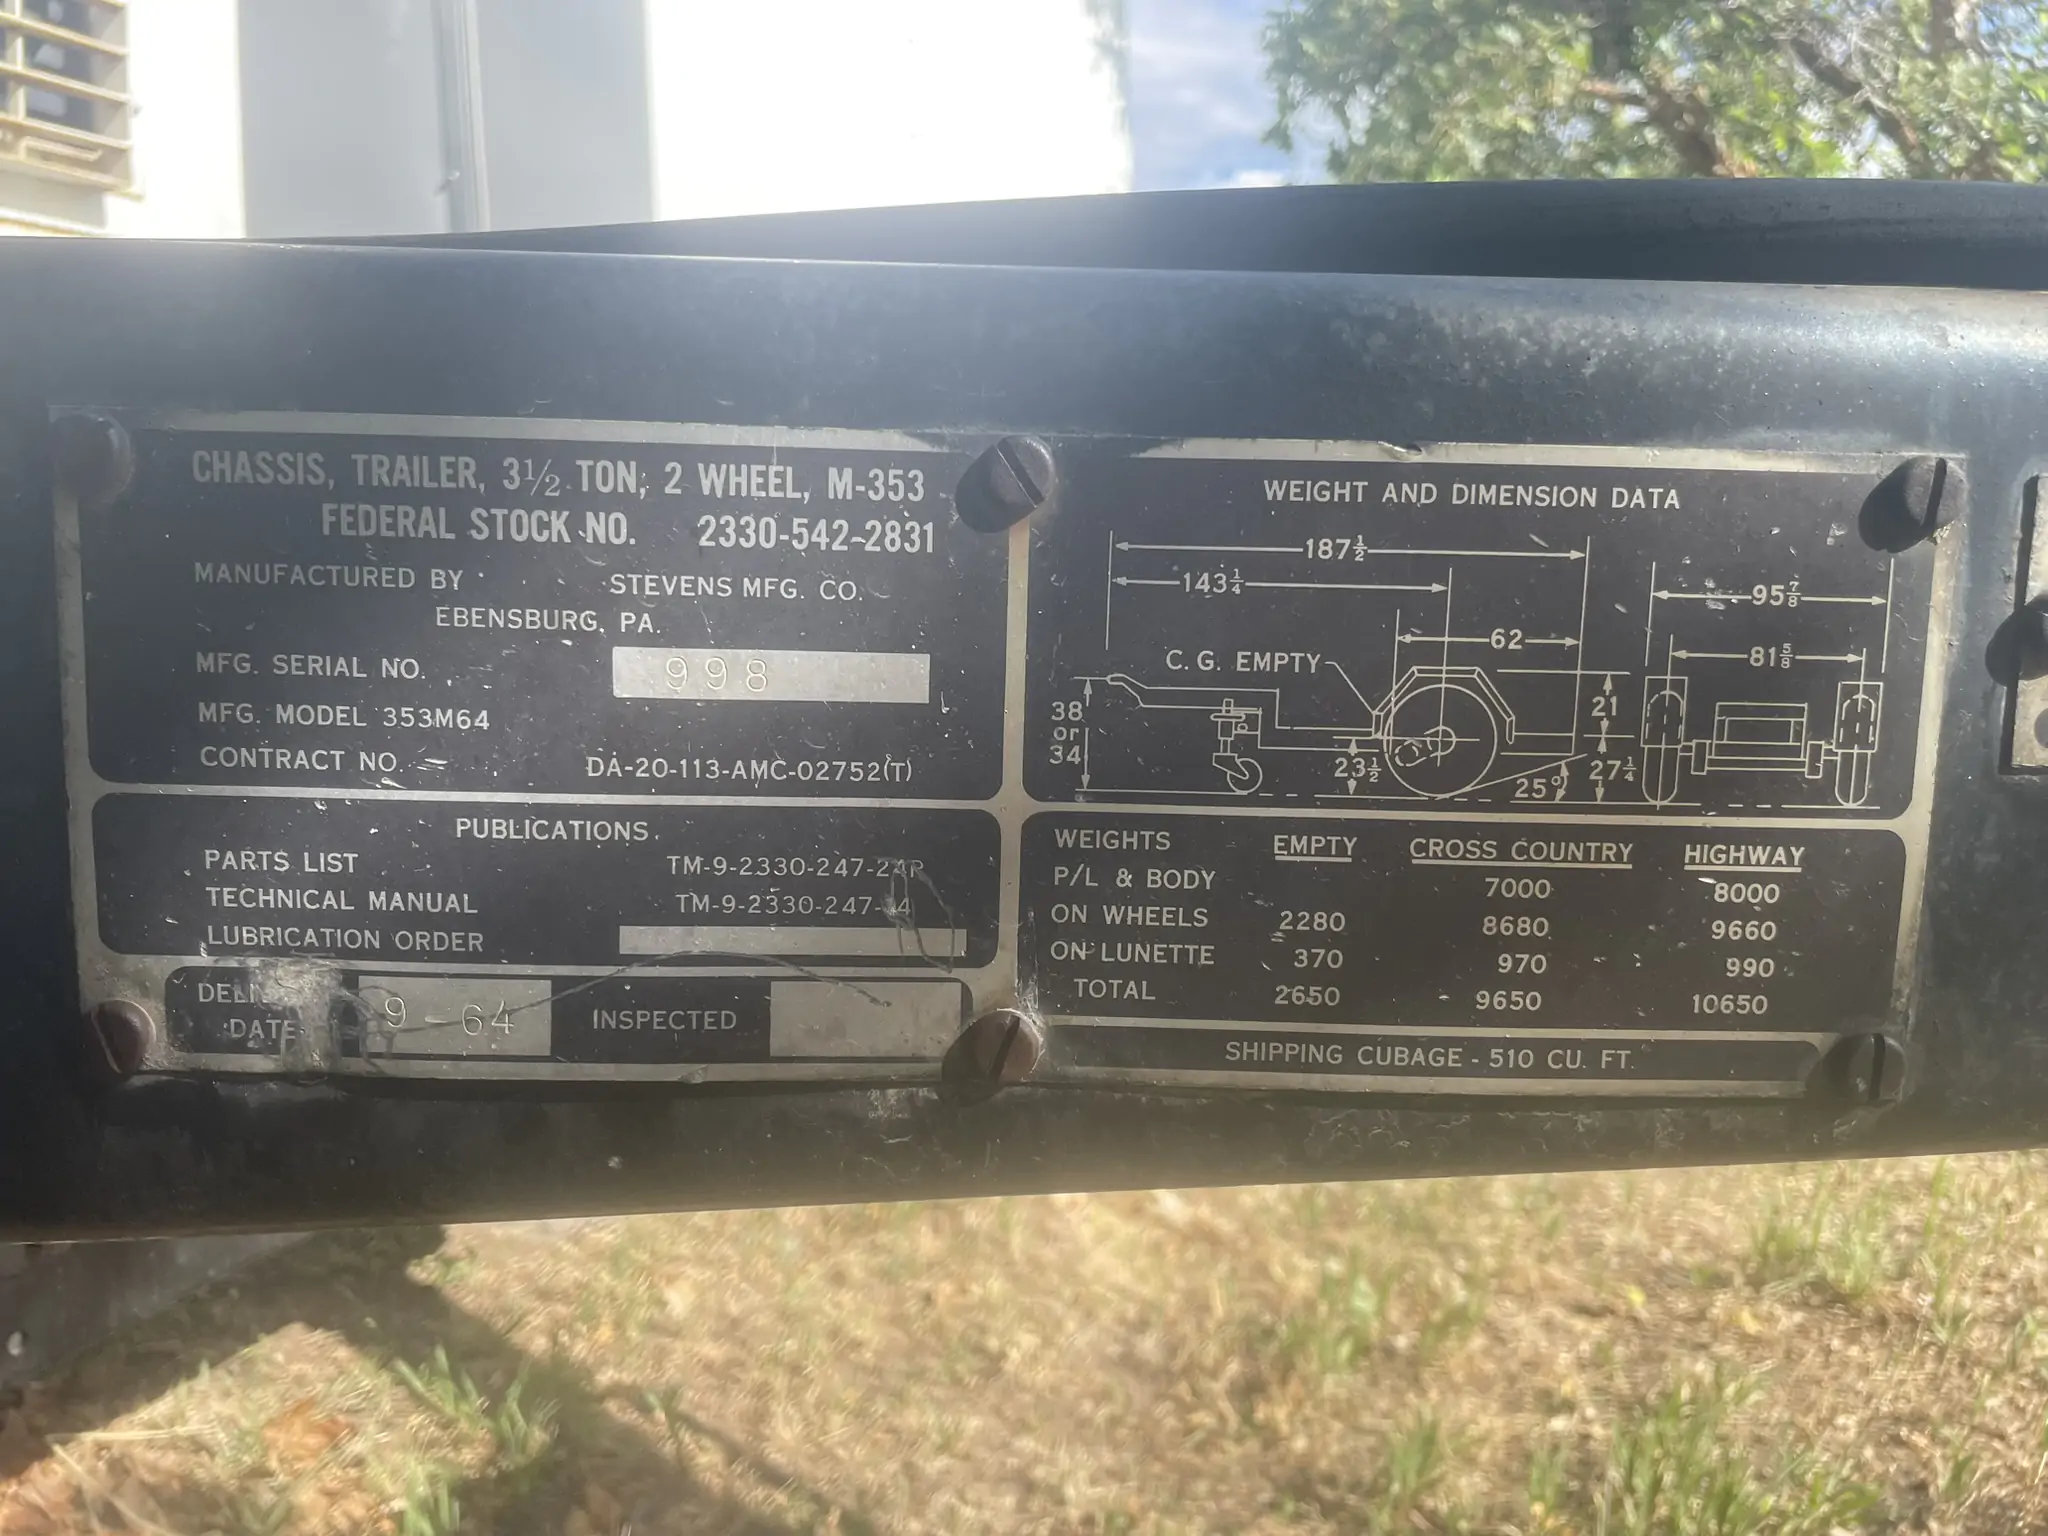 CHASSIS, TRAILER, 3½ TON, 2 WHEEL, M-353
FEDERAL STOCK NO. 2330-542-2831
MANUFACTURED BY STEVENS MFG. CO.
EBENSBURG, PA.
MFG. SERIAL NO. 998
MFG. MODEL 353M64
CONTRACT NO. DA-20-113-AMC-02752(T)
PUBLICATIONS
PARTS LIST TM-9-2330-247-24P
TECHNICAL MANUAL
LUBRICATION ORDER
DATE 9-64 INSPECTED
WEIGHT AND DIMENSION DATA
187½
143¼
95⅞
62
81⅝
C. G. EMPTY
38
or
34
21
23½
25°
27¼
WEIGHTS EMPTY CROSS COUNTRY HIGHWAY
P/L & BODY 7000 8000
ON WHEELS 2280 8680 9660
ON LUNETTE 370 970 990
TOTAL 2650 9650 10650
SHIPPING CUBAGE - 510 CU. FT.